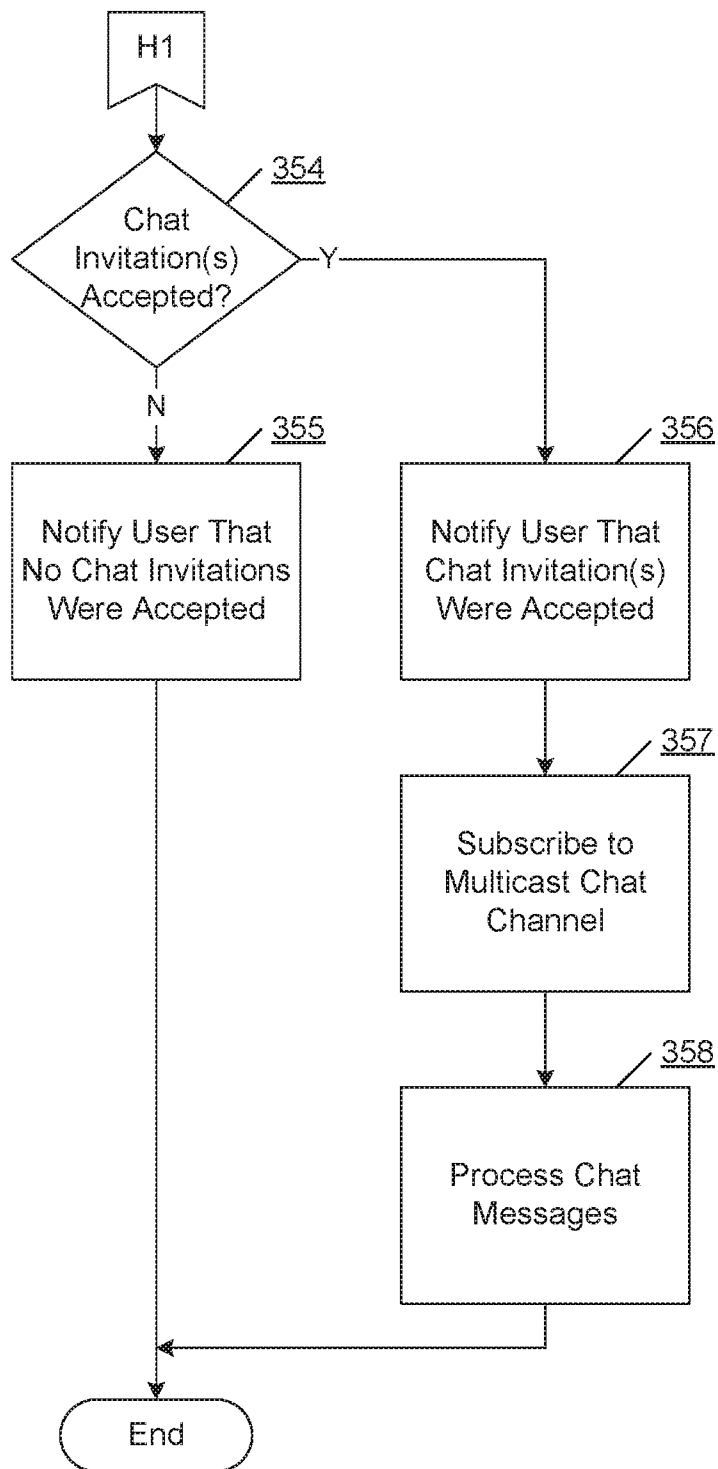 H1
354
Chat
Invitation(s)
Accepted?
Y
N
355
Notify User That
No Chat Invitations
Were Accepted
356
Notify User That
Chat Invitation(s)
Were Accepted
357
Subscribe to
Multicast Chat
Channel
358
Process Chat
Messages
End